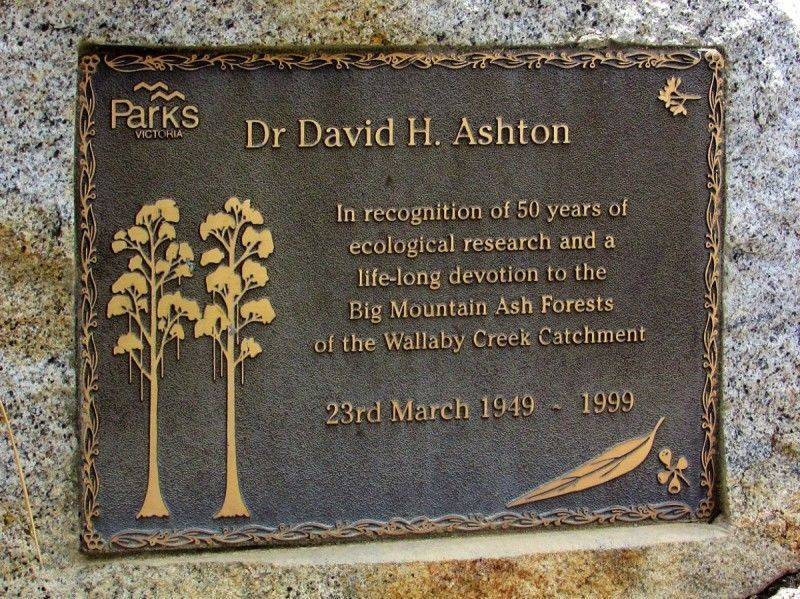 Parks
VICTORIA
Dr David H. Ashton
In recognition of 50 years of
ecological research and a
life-long devotion to the
Big Mountain Ash Forests
of the Wallaby Creek Catchment
23rd March 1949 - 1999